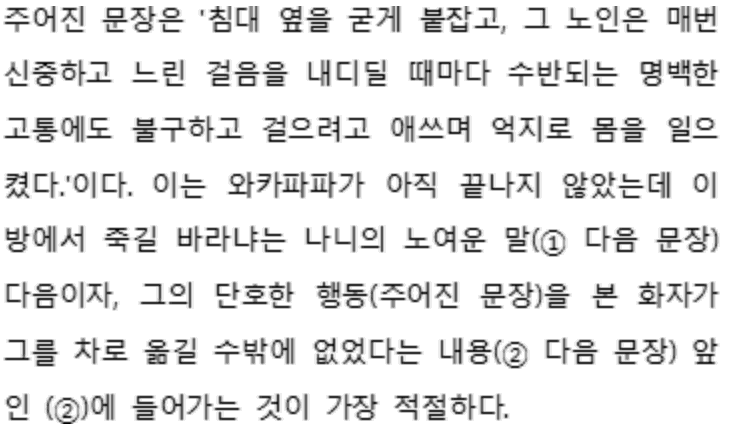 주어진 문장은 '침대 옆을 굳게 붙잡고, 그 노인은 매번
신중하고 느린 걸음을 내디딜 때마다 수반되는 명백한
고통에도 불구하고 걸으려고 애쓰며 억지로 몸을 일으
켰다.'이다. 이는 와카파파가 아직 끝나지 않았는데 이
방에서 죽길 바라냐는 나니의 노여운 말(① 다음 문장)
다음이자, 그의 단호한 행동(주어진 문장)을 본 화자가
그를 차로 옮길 수밖에 없었다는 내용(② 다음 문장) 앞
인 (②)에 들어가는 것이 가장 적절하다.